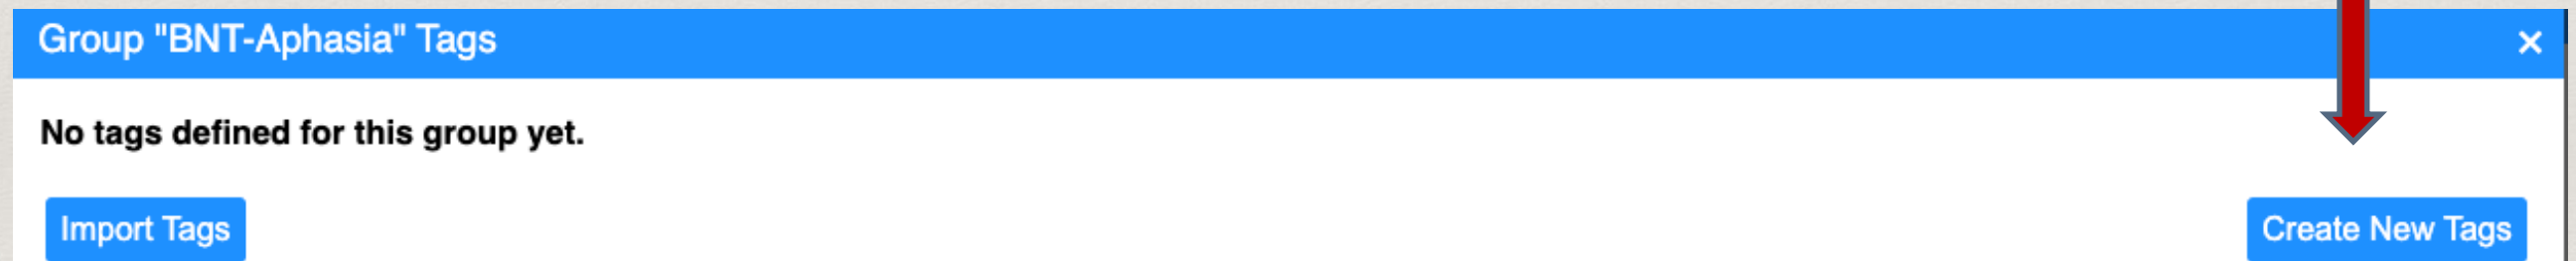 Group "BNT-Aphasia" Tags
No tags defined for this group yet.
Import Tags
Create New Tags